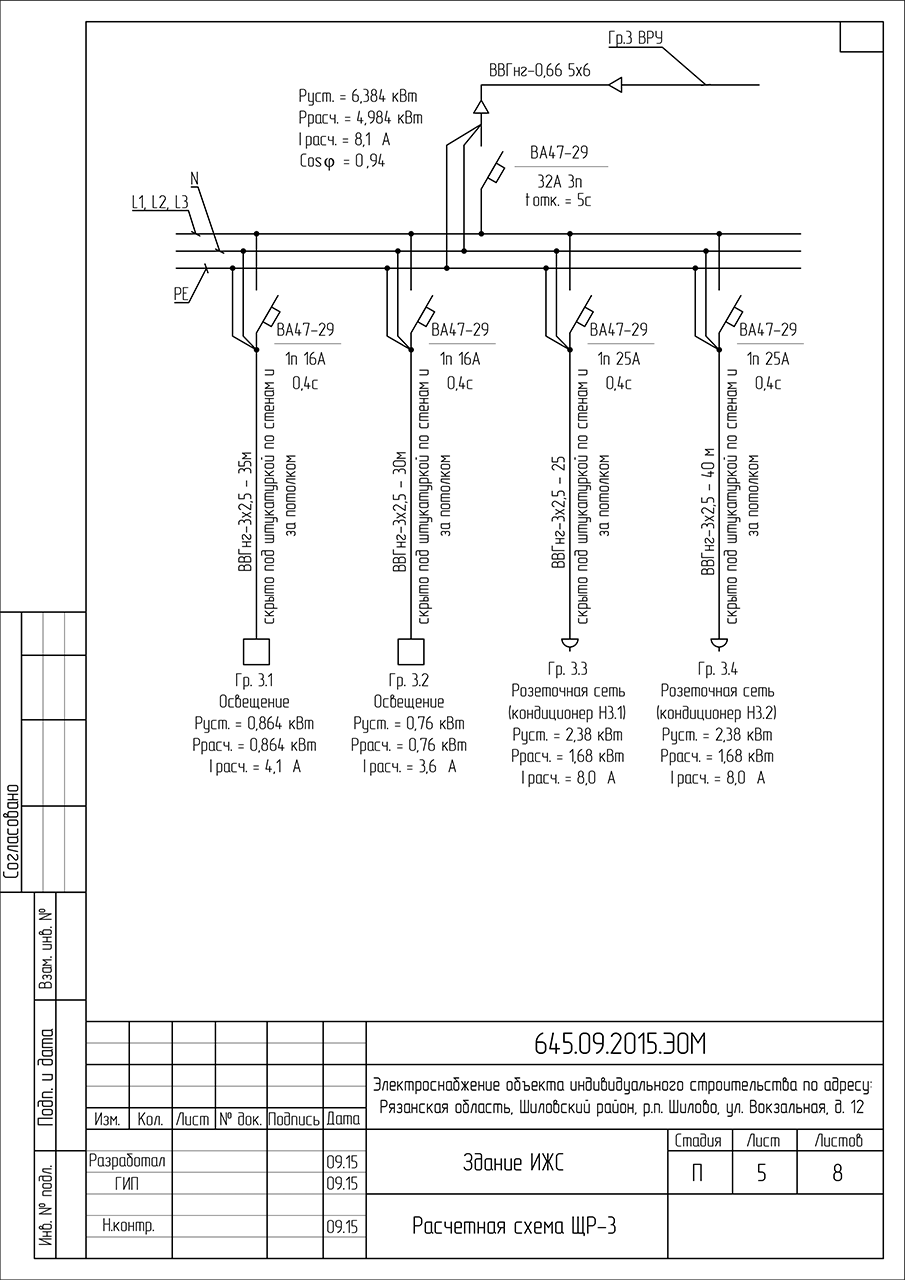 Гр.3 ВРУ
ВВГнг-0,66 5х6
Руст. = 6,384 кВт
Ррасч. = 4,984 кВт
Iрасч. = 8,1 А
Cosφ = 0,94
ВА47-29
32А 3п
tотк. = 5с
N
L1, L2, L3
PE
ВА47-29
1п 16А
0,4с
ВА47-29
1п 16А
0,4с
ВА47-29
1п 25А
0,4с
ВА47-29
1п 25А
0,4с
ВВГнг-3х2,5 - 35м
скрыто под штукатуркой по стенам и
за потолкам
ВВГнг-3х2,5 - 30м
скрыто под штукатуркой по стенам и
за потолкам
ВВГнг-3х2,5 - 25
скрыто под штукатуркой по стенам и
за потолкам
ВВГнг-3х2,5 - 40 м
скрыто под штукатуркой по стенам и
за потолкам
Гр. 3.1
Освещение
Руст. = 0,864 кВт
Ррасч. = 0,864 кВт
Iрасч. = 4,1 А
Гр. 3.2
Освещение
Руст. = 0,76 кВт
Ррасч. = 0,76 кВт
Iрасч. = 3,6 А
Гр. 3.3
Розеточная сеть
(кондиционер Н3.1)
Руст. = 2,38 кВт
Ррасч. = 1,68 кВт
Iрасч. = 8,0 А
Гр. 3.4
Розеточная сеть
(кондиционер Н3.2)
Руст. = 2,38 кВт
Ррасч. = 1,68 кВт
Iрасч. = 8,0 А
Согласовано
Взам. инв. №
Подп. и дата
Инв. № подл.
645.09.2015.ЭОМ
Электроснабжение объекта индивидуального строительства по адресу:
Рязанская область, Шиловский район, р.п. Шилово, ул. Вокзальная, д. 12
Изм. Кол. Лист № док. Подпись Дата
Разработал 09.15
ГИП 09.15
Н.контр. 09.15
Здание ИЖС
Стадия Лист Листов
П 5 8
Расчетная схема ЩР-3